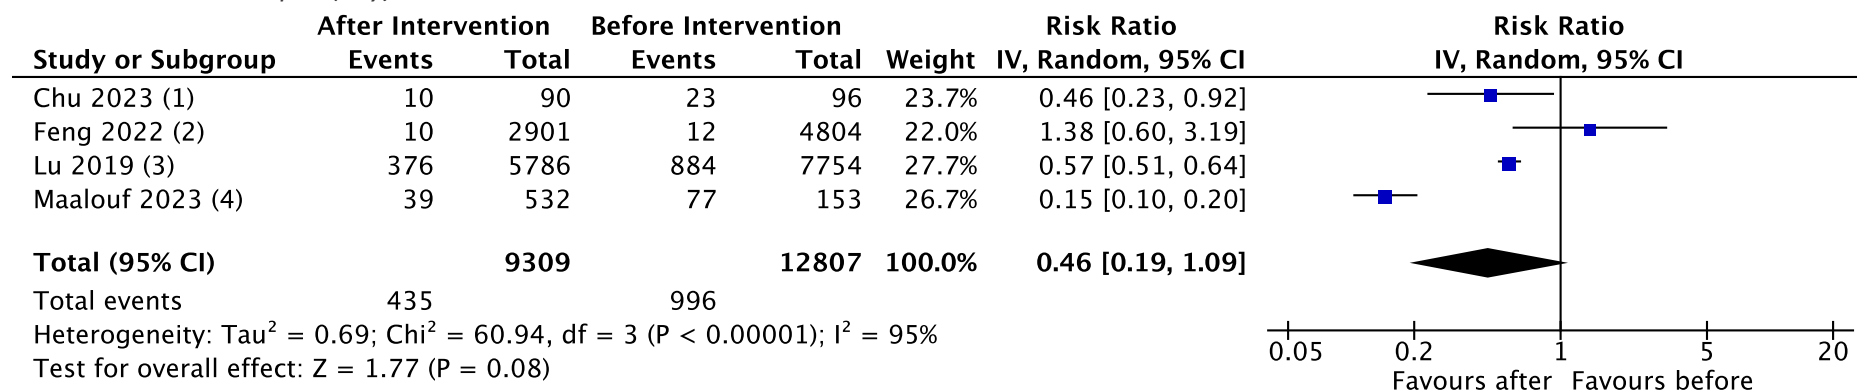 After Intervention Before Intervention Risk Ratio Risk Ratio
Study or Subgroup Events Total Events Total Weight IV, Random, 95% CI IV, Random, 95% CI
Chu 2023 (1) 10 90 23 96 23.7% 0.46 [0.23, 0.92]
Feng 2022 (2) 10 2901 12 4804 22.0% 1.38 [0.60, 3.19]
Lu 2019 (3) 376 5786 884 7754 27.7% 0.57 [0.51, 0.64]
Maalouf 2023 (4) 39 532 77 153 26.7% 0.15 [0.10, 0.20]
Total (95% CI) 9309 12807 100.0% 0.46 [0.19, 1.09]
Total events 435 996
Heterogeneity: Tau² = 0.69; Chi² = 60.94, df = 3 (P < 0.00001); I² = 95%
Test for overall effect: Z = 1.77 (P = 0.08)
0.05 0.2 1 5 20
Favours after Favours before